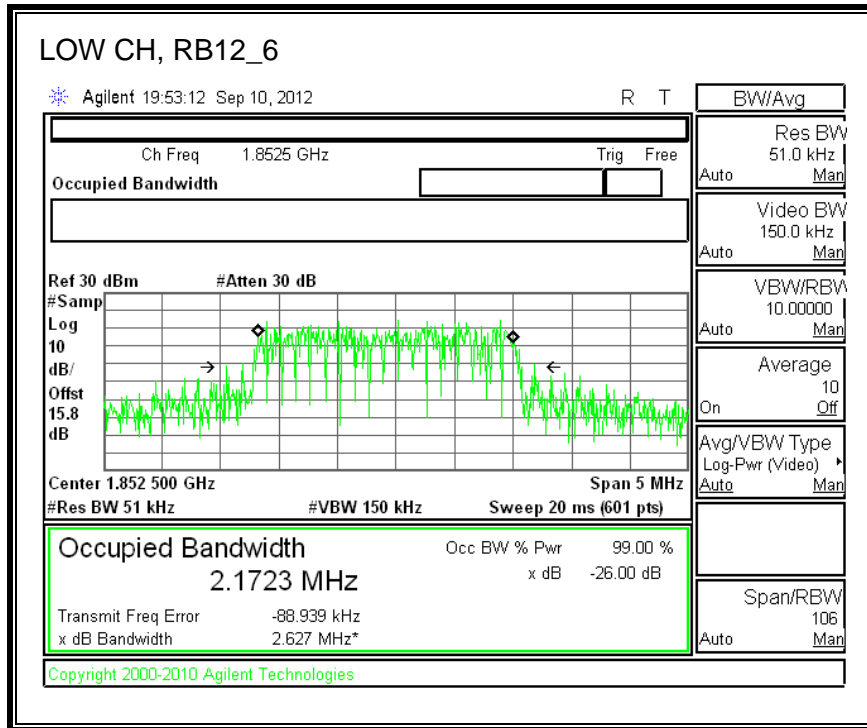 LOW CH, RB12_6
Agilent 19:53:12 Sep 10, 2012 R T
BW/Avg
Ch Freq 1.8525 GHz Trig Free
Occupied Bandwidth
Res BW
51.0 kHz
Auto Man
Video BW
150.0 kHz
Auto Man
Ref 30 dBm #Atten 30 dB
#Samp
Log
10
dB/
Offst
15.8
dB
VBW/RBW
10.00000
Auto Man
Average
10
On Off
Avg/VBW Type
Log-Pwr (Video)
Auto Man
Center 1.852 500 GHz Span 5 MHz
#Res BW 51 kHz #VBW 150 kHz Sweep 20 ms (601 pts)
Occupied Bandwidth Occ BW % Pwr 99.00 %
2.1723 MHz x dB -26.00 dB
Transmit Freq Error -88.939 kHz
x dB Bandwidth 2.627 MHz*
Span/RBW
106
Auto Man
Copyright 2000-2010 Agilent Technologies